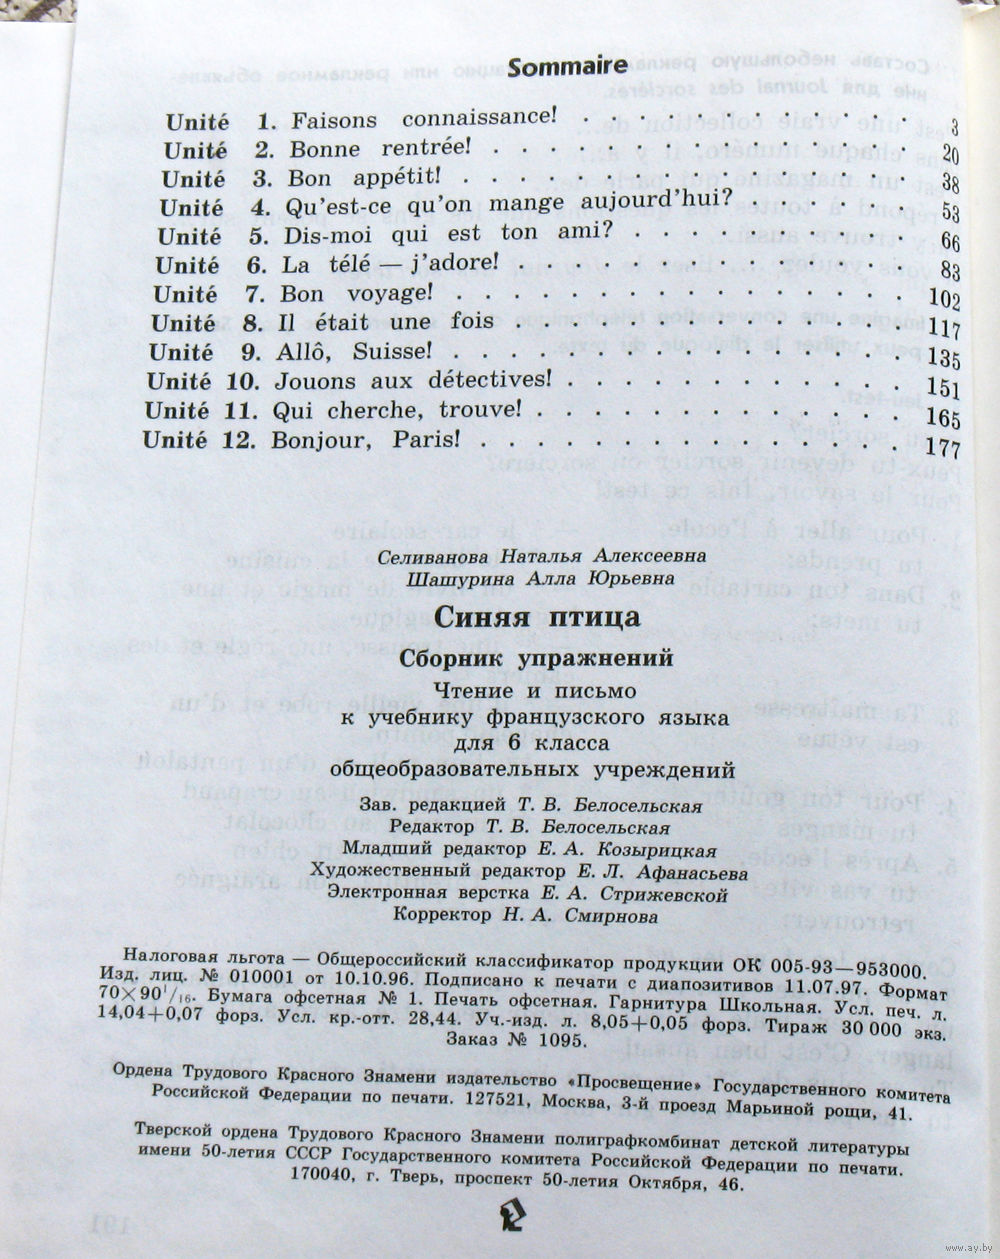 Sommaire
Unité 1. Faisons connaissance! . . . . . . . . . . . . 3
Unité 2. Bonne rentrée! . . . . . . . . . . . . . . . 20
Unité 3. Bon appétit! . . . . . . . . . . . . . . . . 38
Unité 4. Qu'est-ce qu'on mange aujourd'hui? . . . . . . 53
Unité 5. Dis-moi qui est ton ami? . . . . . . . . . . 66
Unité 6. La télé — j'adore! . . . . . . . . . . . . . . 83
Unité 7. Bon voyage! . . . . . . . . . . . . . . . . 102
Unité 8. Il était une fois . . . . . . . . . . . . . . 117
Unité 9. Allô, Suisse! . . . . . . . . . . . . . . . . 135
Unité 10. Jouons aux détectives! . . . . . . . . . . . . 151
Unité 11. Qui cherche, trouve! . . . . . . . . . . . . . 165
Unité 12. Bonjour, Paris! . . . . . . . . . . . . . . . 177
Селиванова Наталья Алексеевна
Шашурина Алла Юрьевна
Синяя птица
Сборник упражнений
Чтение и письмо
к учебнику французского языка
для 6 класса
общеобразовательных учреждений
Зав. редакцией Т. В. Белосельская
Редактор Т. В. Белосельская
Младший редактор Е. А. Козырицкая
Художественный редактор Е. Л. Афанасьева
Электронная верстка Е. А. Стрижевской
Корректор Н. А. Смирнова
Налоговая льгота — Общероссийский классификатор продукции ОК 005-93—953000.
Изд. лиц. № 010001 от 10.10.96. Подписано к печати с диапозитивов 11.07.97. Формат
70×90¹/₁₆. Бумага офсетная № 1. Печать офсетная. Гарнитура Школьная. Усл. печ. л.
14,04+0,07 форз. Усл. кр.-отт. 28,44. Уч.-изд. л. 8,05+0,05 форз. Тираж 30 000 экз.
Заказ № 1095.
Ордена Трудового Красного Знамени издательство «Просвещение» Государственного комитета
Российской Федерации по печати. 127521, Москва, 3-й проезд Марьиной рощи, 41.
Тверской ордена Трудового Красного Знамени полиграфкомбинат детской литературы
имени 50-летия СССР Государственного комитета Российской Федерации по печати.
170040, г. Тверь, проспект 50-летия Октября, 46.
www.ay.by